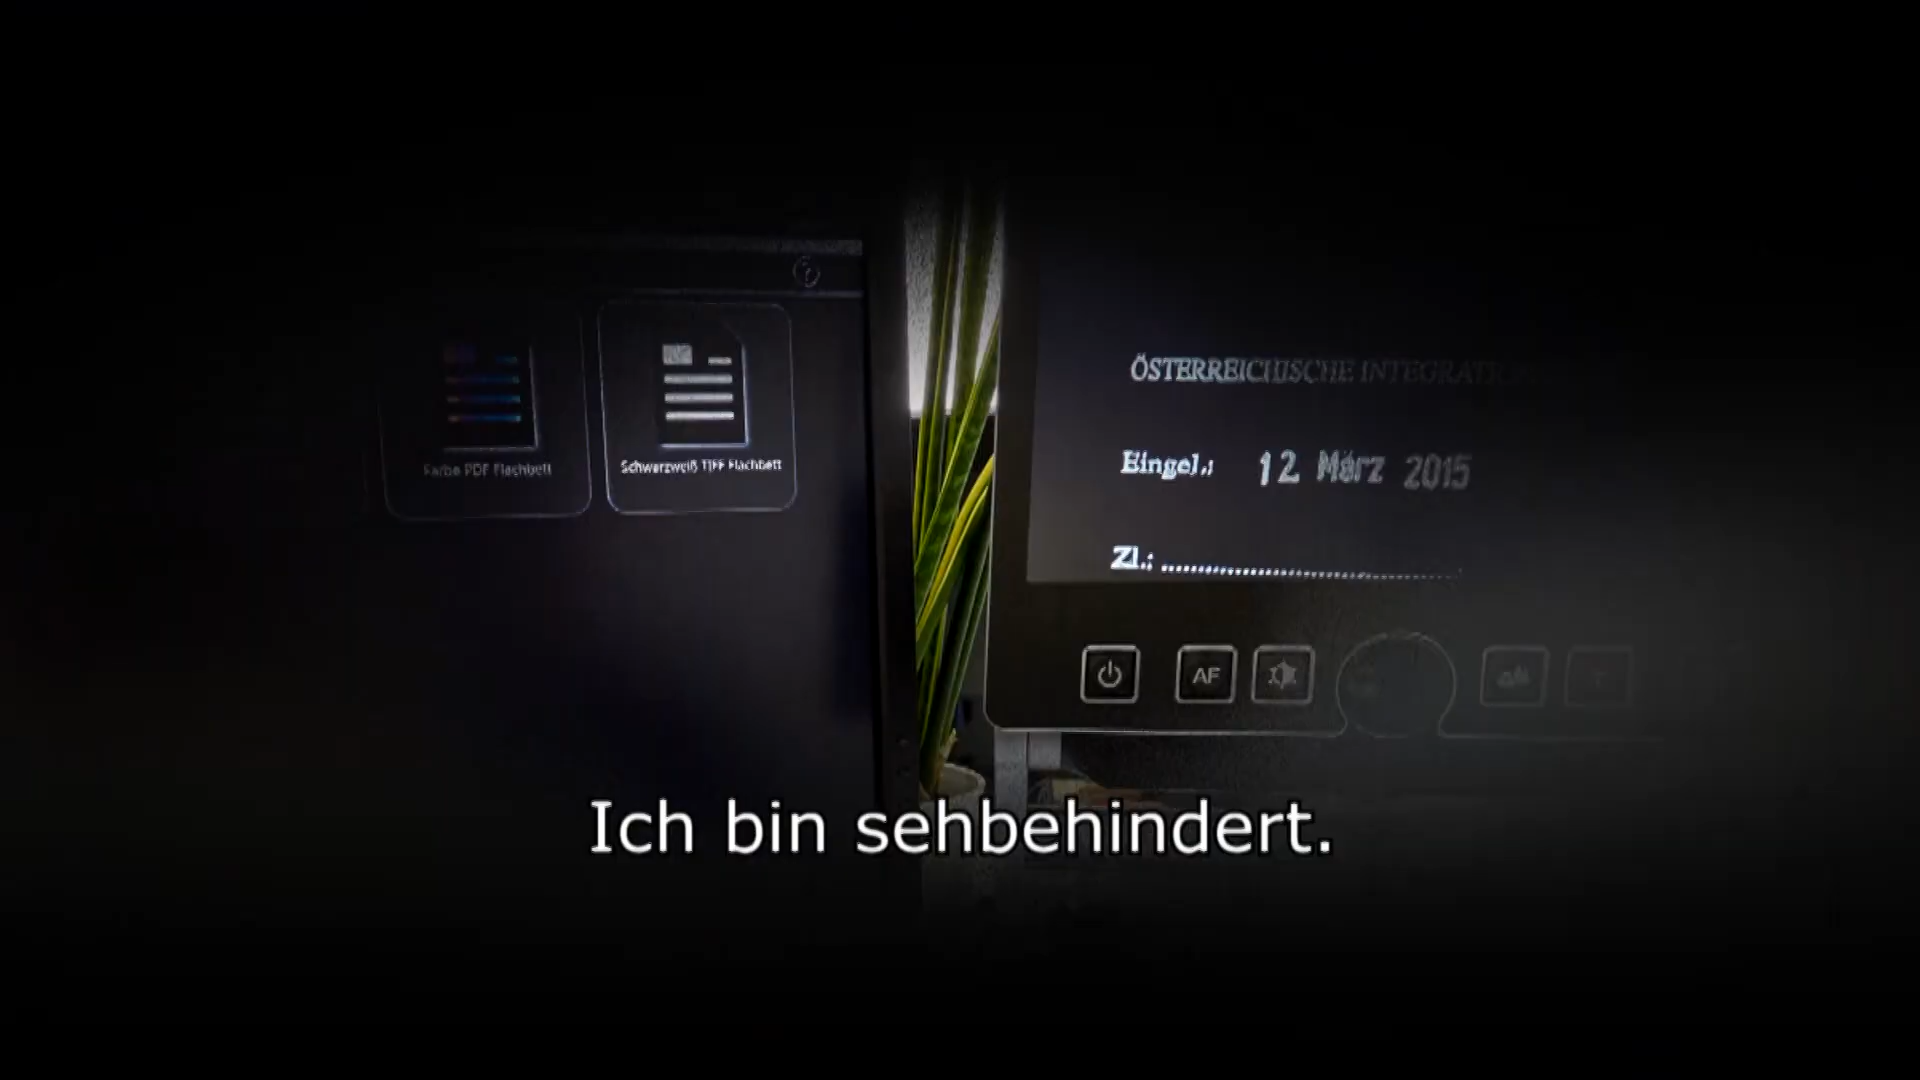 Farbe PDF Flachbett
Schwarzweiß TIFF Flachbett
ÖSTERREICHISCHE
Eingel.: 12 März 2015
Zl.:
AF
Ich bin sehbehindert.